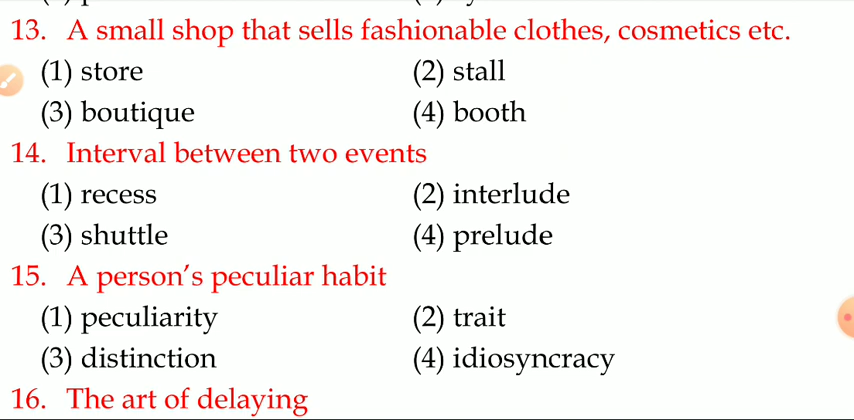 13. A small shop that sells fashionable clothes, cosmetics etc.
(1) store (2) stall
(3) boutique (4) booth
14. Interval between two events
(1) recess (2) interlude
(3) shuttle (4) prelude
15. A person's peculiar habit
(1) peculiarity (2) trait
(3) distinction (4) idiosyncracy
16. The art of delaying